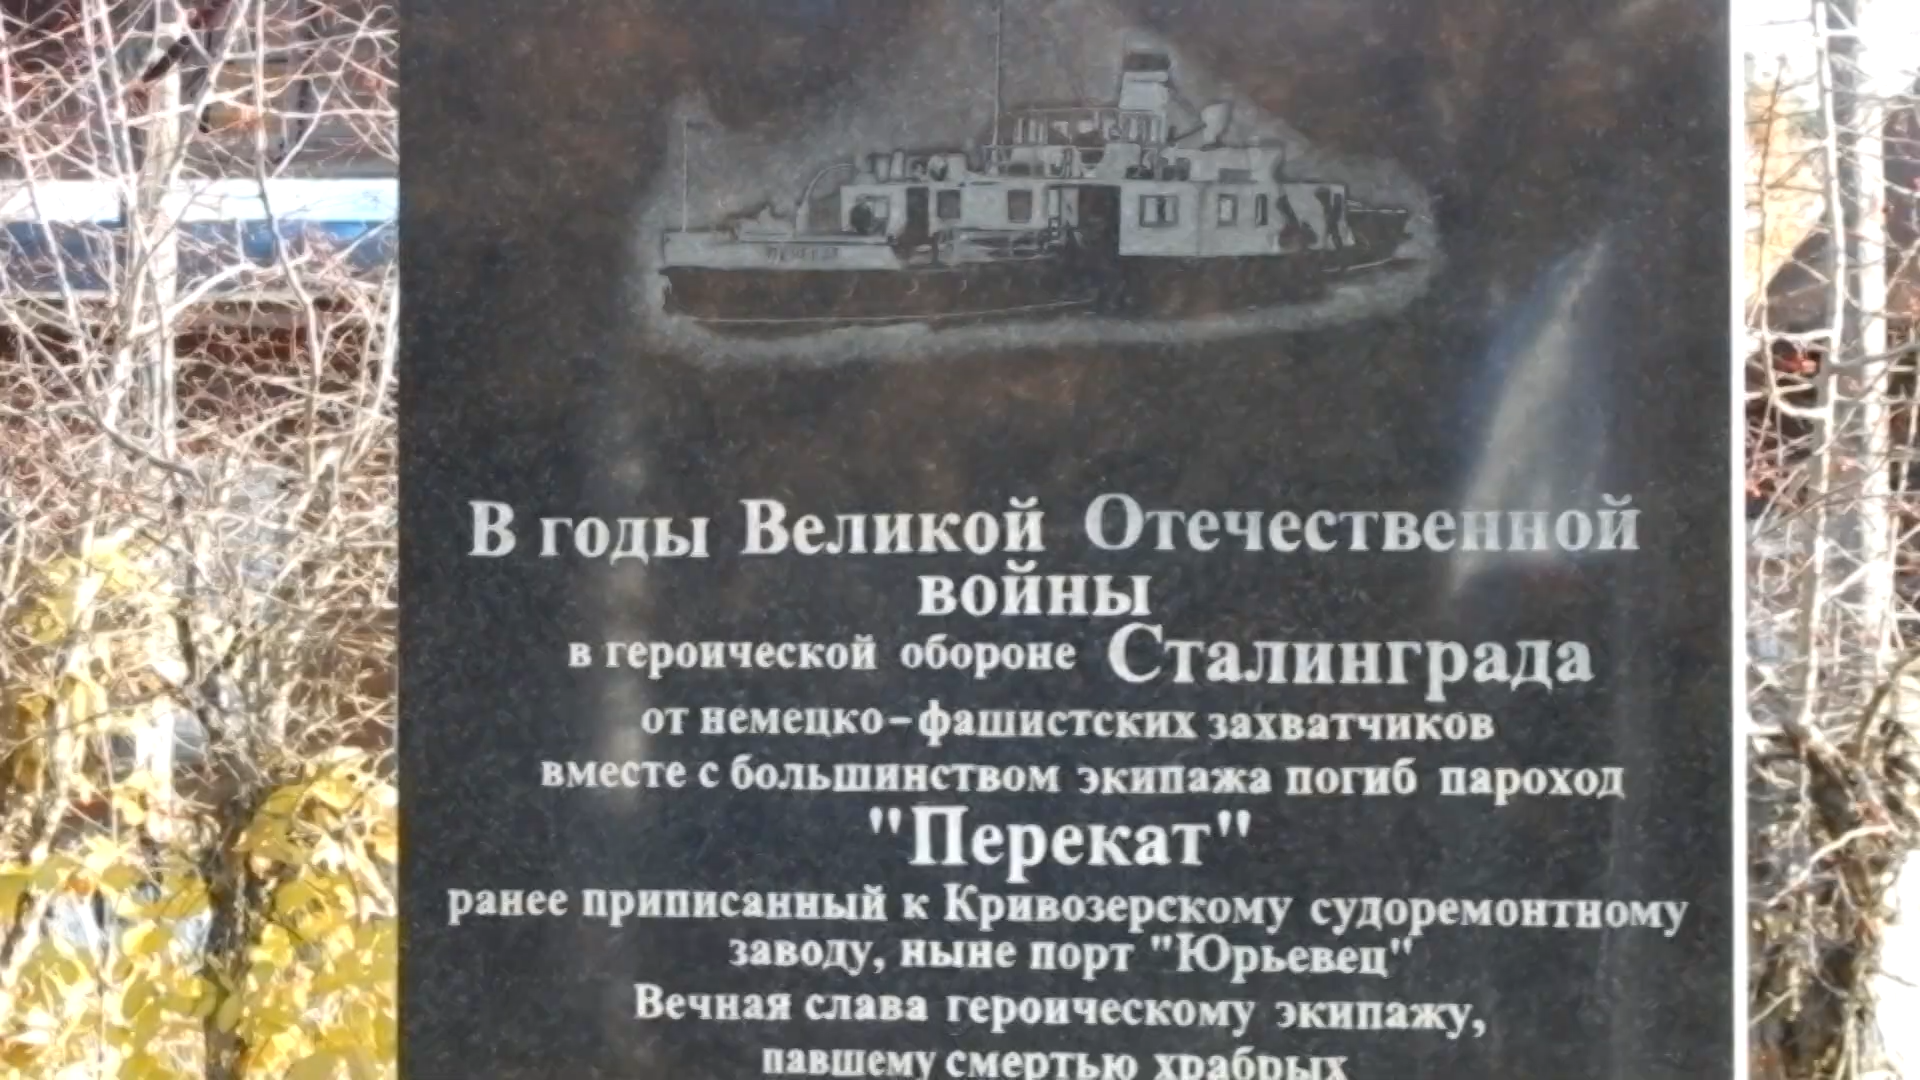 В годы Великой Отечественной
войны
в героической обороне Сталинграда
от немецко-фашистских захватчиков
вместе с большинством экипажа погиб пароход
"Перекат"
ранее приписанный к Кривозерскому судоремонтному
заводу, ныне порт "Юрьевец"
Вечная слава героическому экипажу,
павшему смертью храбрых